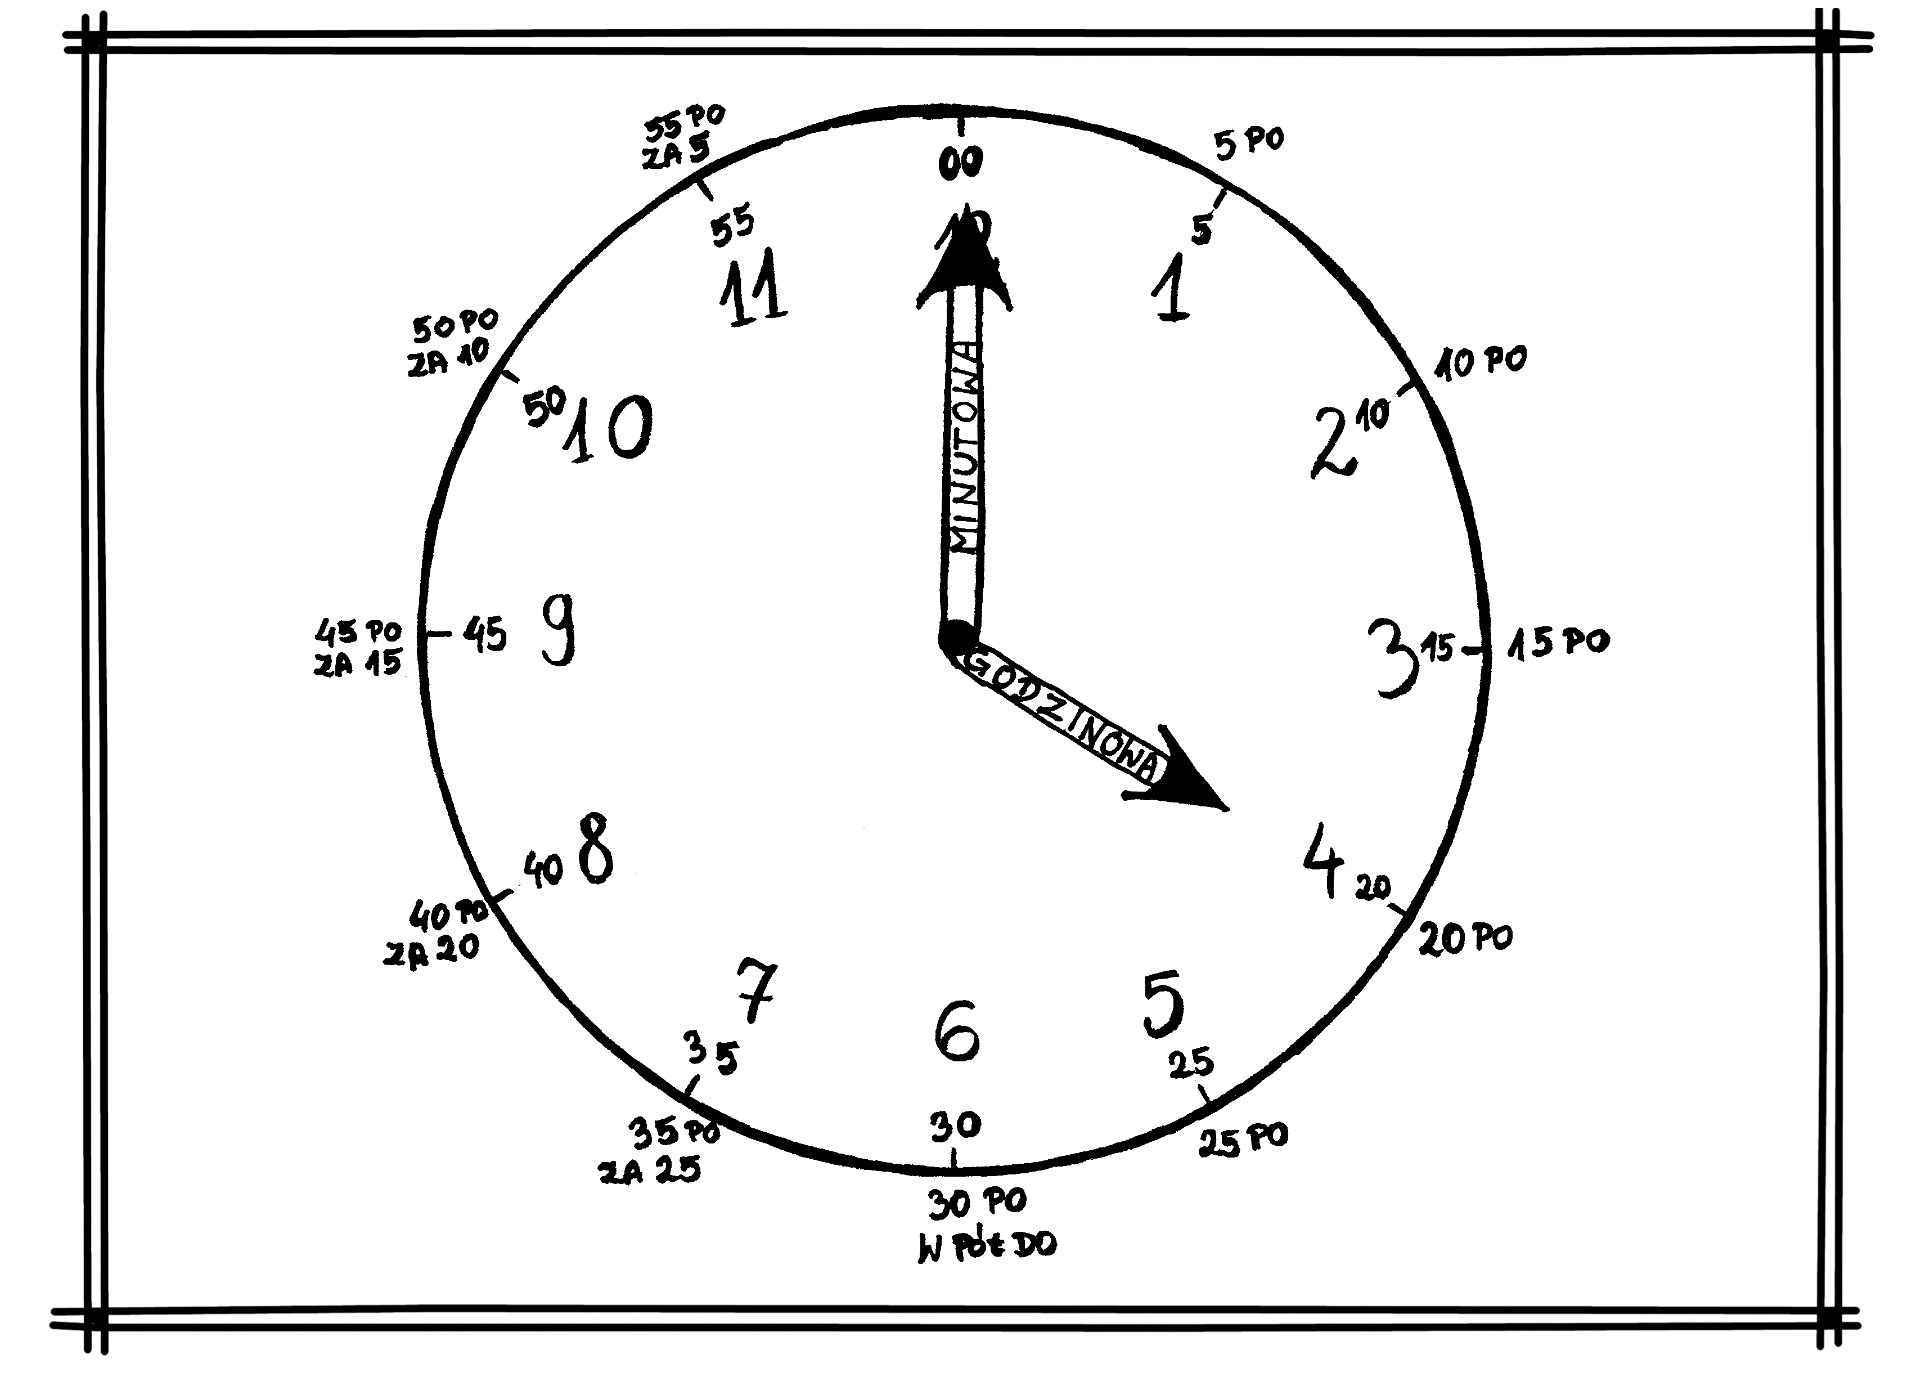 55 PO
ZA 5
00
5 PO
55
5
11
1
50 PO
ZA 10
10 PO
50
10
2
10
MINUTOWA
45 PO
ZA 15
45
9
3
15
15 PO
GODZINOWA
40
8
4
20
40 PO
ZA 20
20 PO
7
6
5
35
25
35 PO
ZA 25
30
25 PO
30 PO
W PÓŁ DO